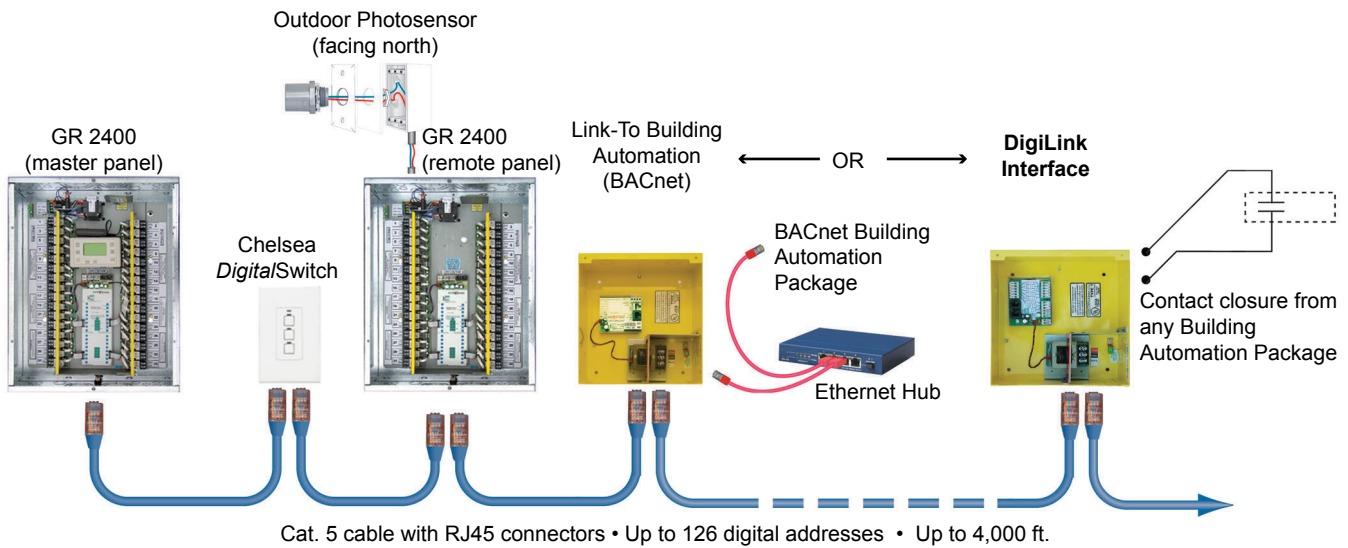 Outdoor Photosensor
(facing north)
GR 2400
(master panel)
Chelsea
DigitalSwitch
GR 2400
(remote panel)
Link-To Building
Automation
(BACnet)
OR
DigiLink
Interface
BACnet Building
Automation
Package
Ethernet Hub
Contact closure from
any Building
Automation Package
Cat. 5 cable with RJ45 connectors • Up to 126 digital addresses • Up to 4,000 ft.